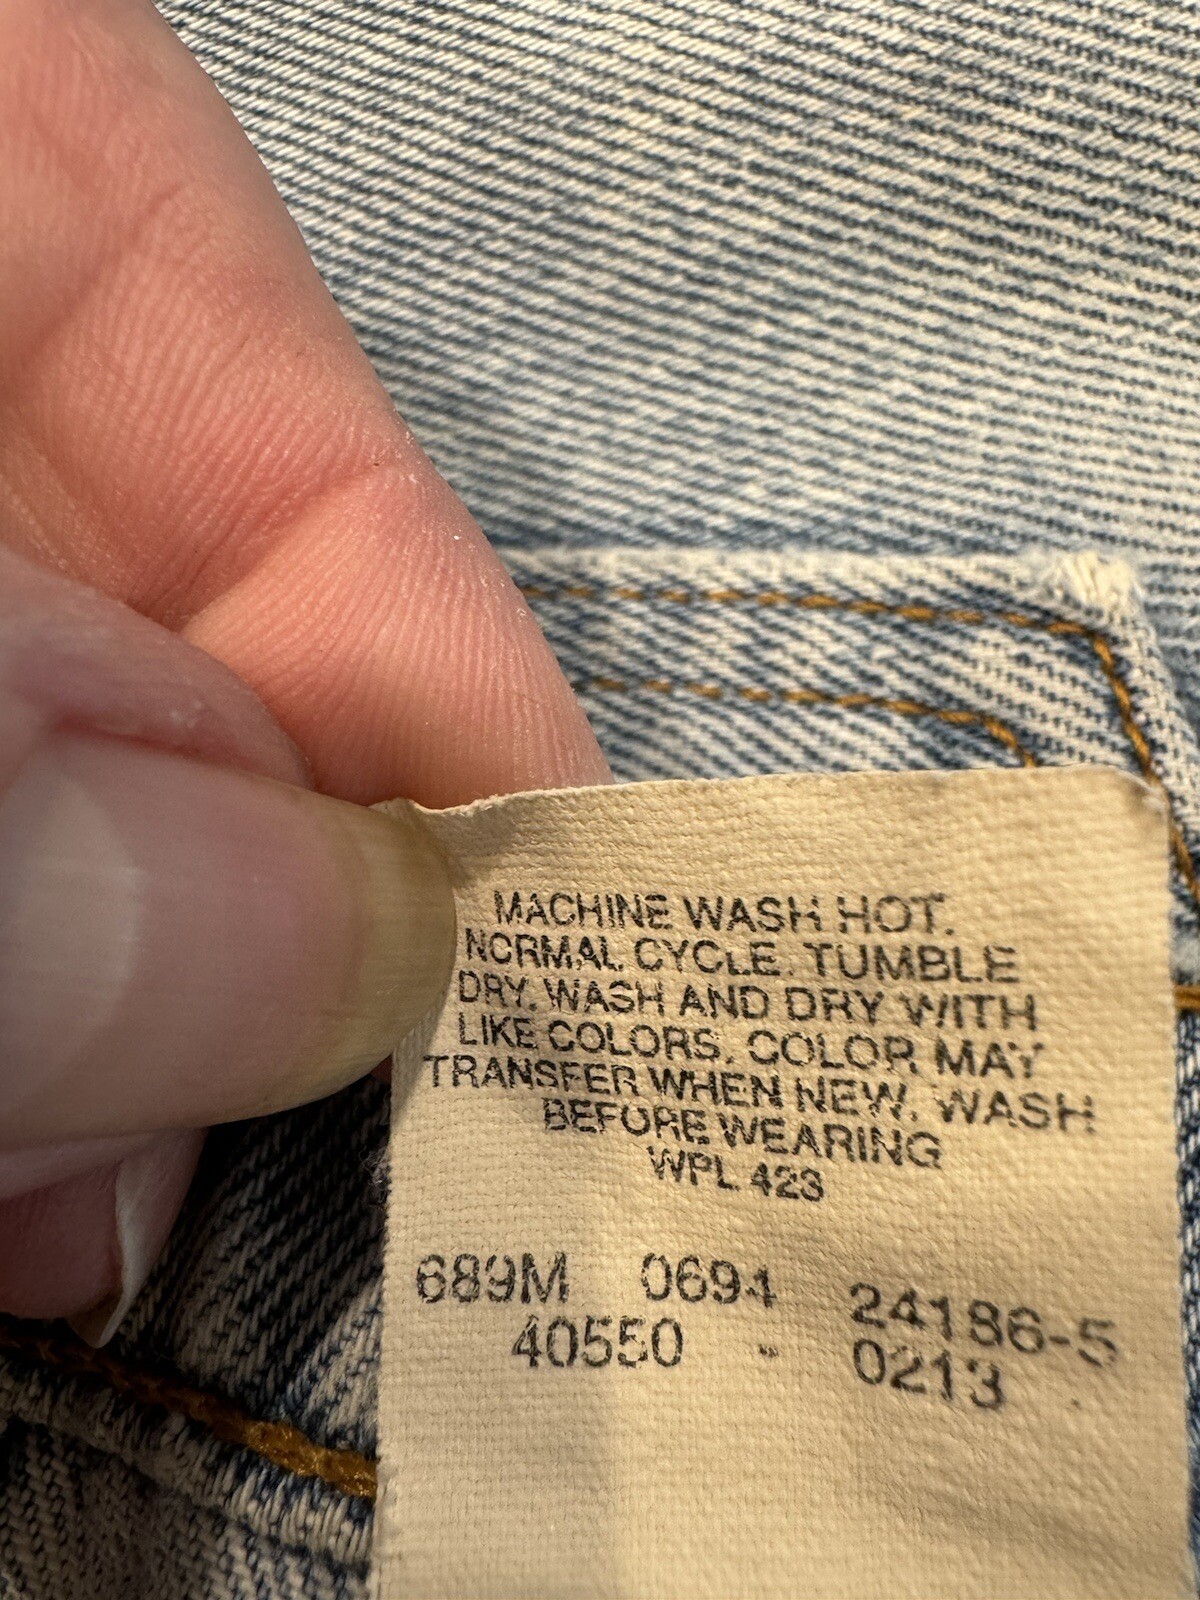 MACHINE WASH HOT.
NORMAL CYCLE. TUMBLE
DRY. WASH AND DRY WITH
LIKE COLORS. COLOR MAY
TRANSFER WHEN NEW. WASH
BEFORE WEARING
WPL 423
689M 0694 24186-5
40550 - 0213